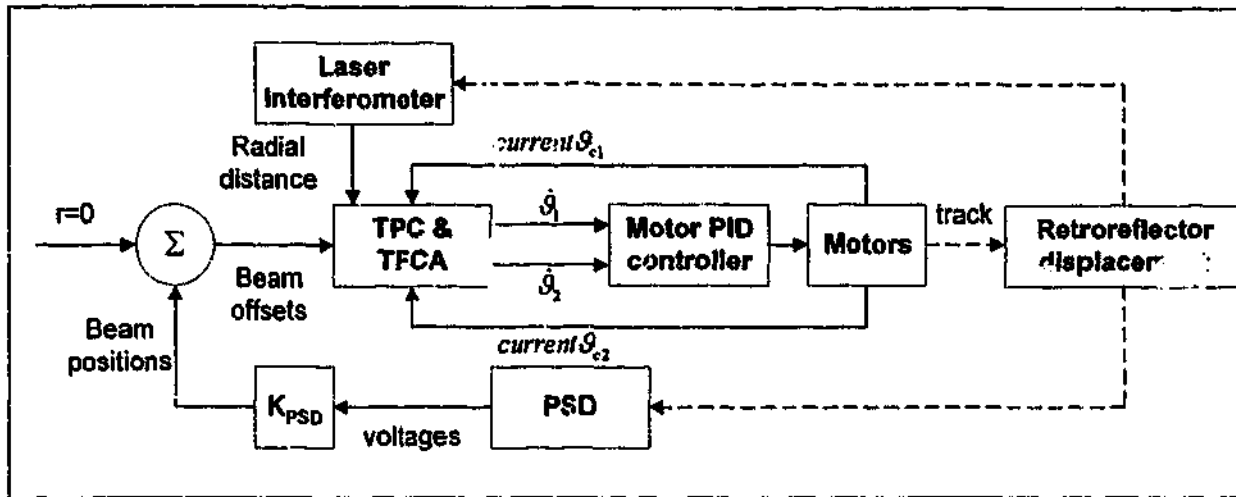 Laser
Interferometer
Radial
distance
current ϑc1
r=0
Σ
TPC &
TFCA
ϑ̇1
ϑ̇2
Motor PID
controller
Motors
track
Retroreflector
Beam
offsets
Beam
positions
current ϑc2
KPSD
voltages
PSD